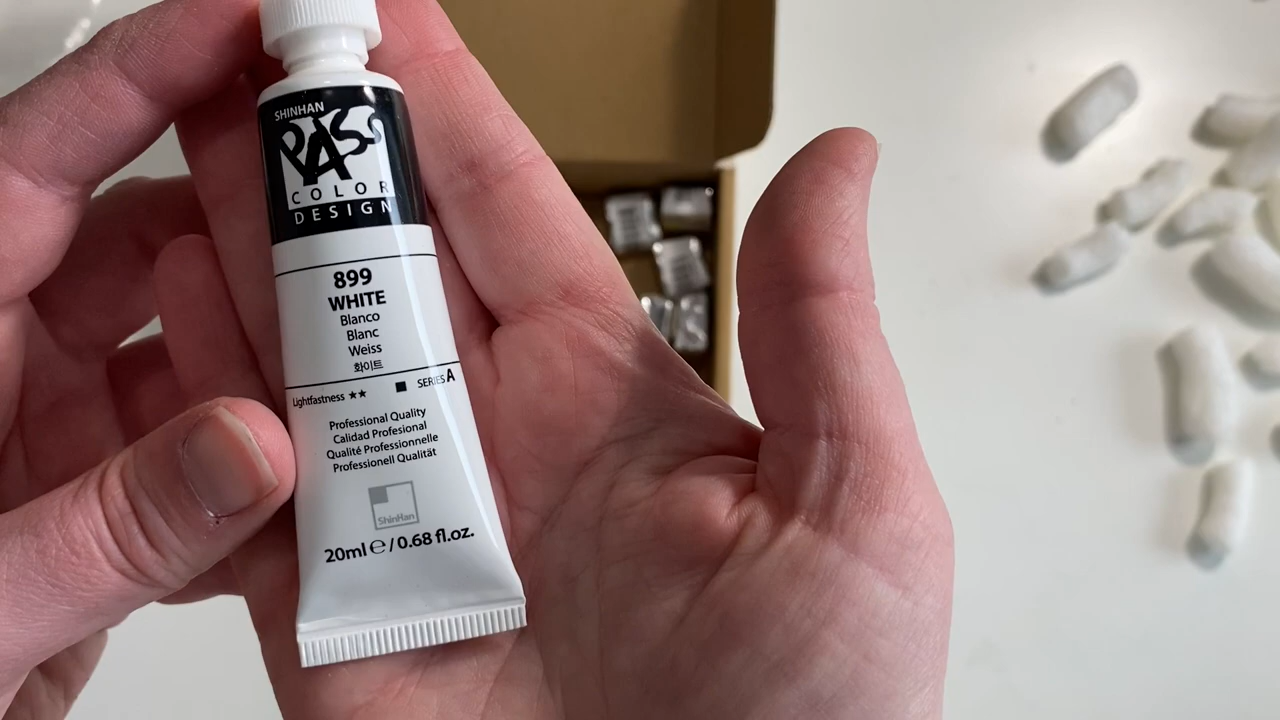 SHINHAN
PASS
COLOR
DESIGN
899
WHITE
Blanco
Blanc
Weiss
화이트
Lightfastness ★★ ■ SERIES A
Professional Quality
Calidad Profesional
Qualité Professionnelle
Professionell Qualität
ShinHan
20ml ℮ / 0.68 fl.oz.